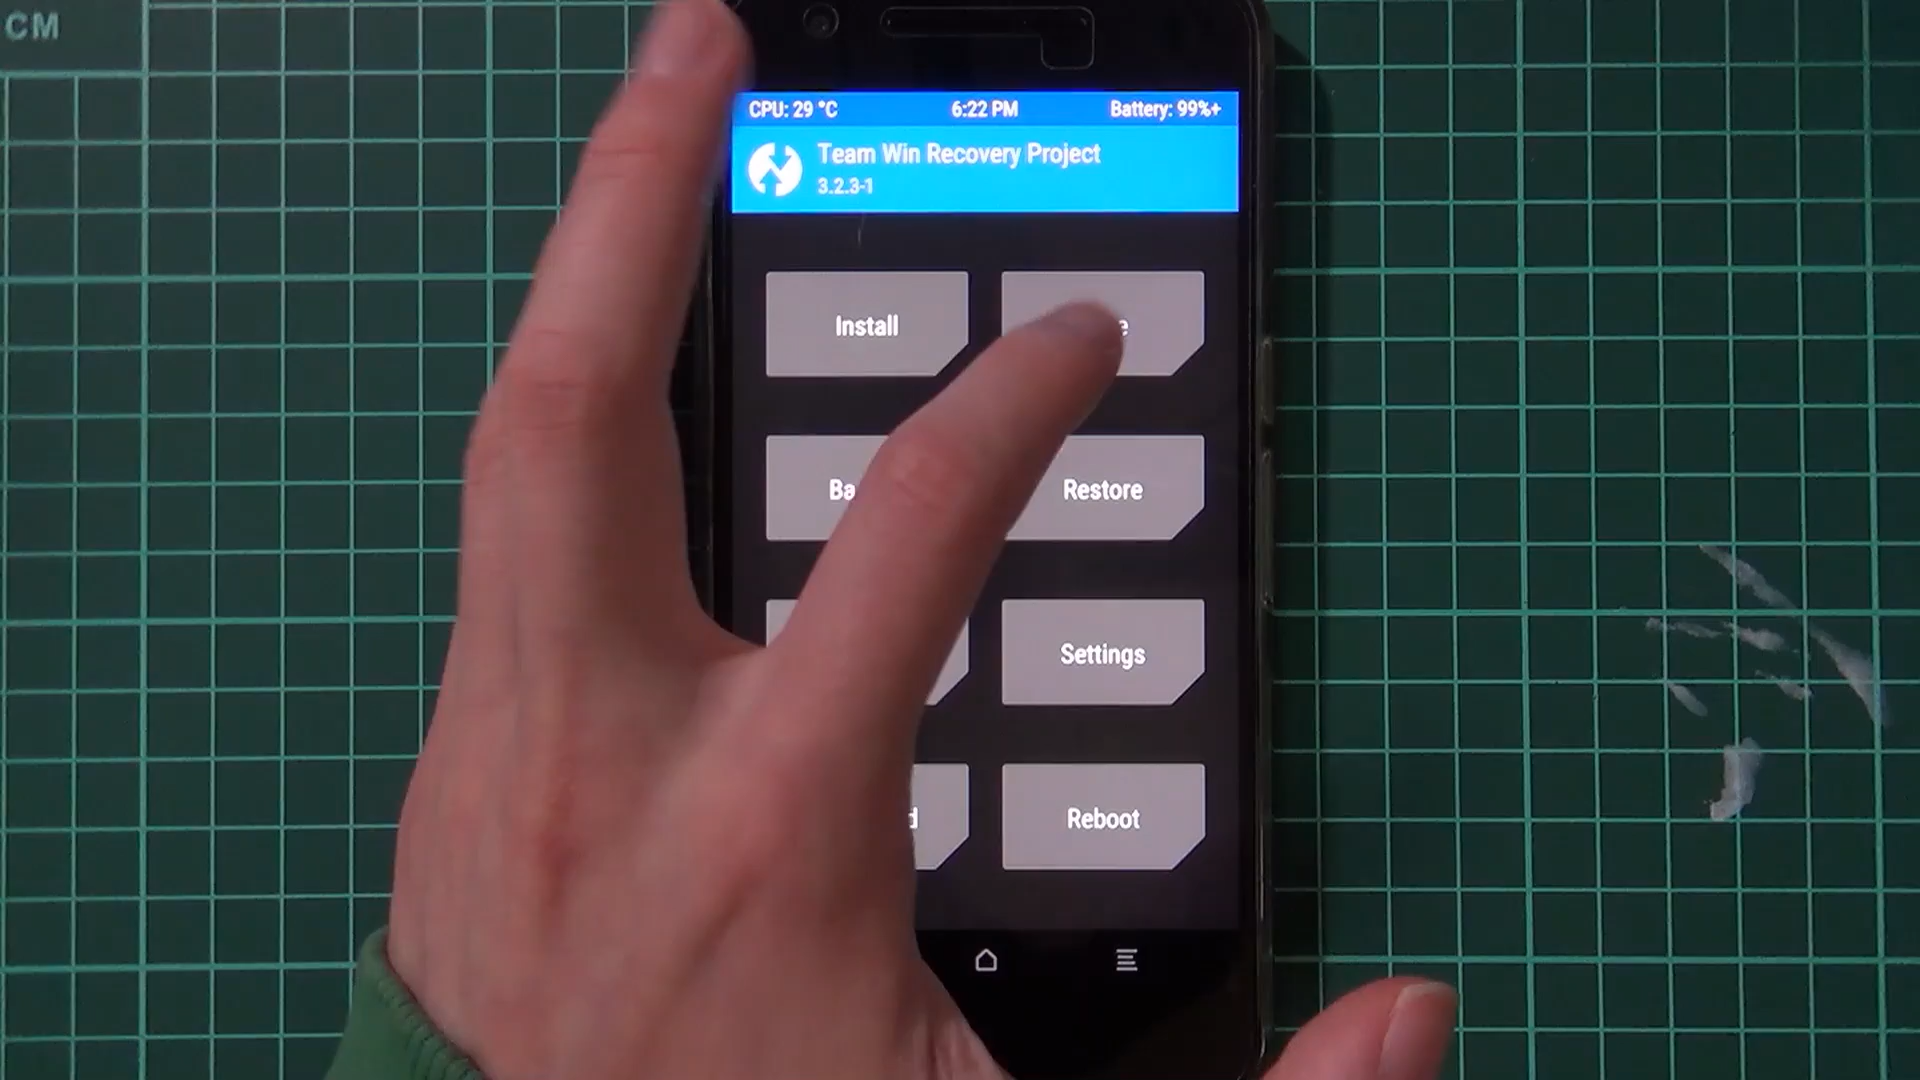 CM
CPU: 29 °C 6:22 PM Battery: 99%+
Team Win Recovery Project
3.2.3-1
Install
Restore
Settings
Reboot